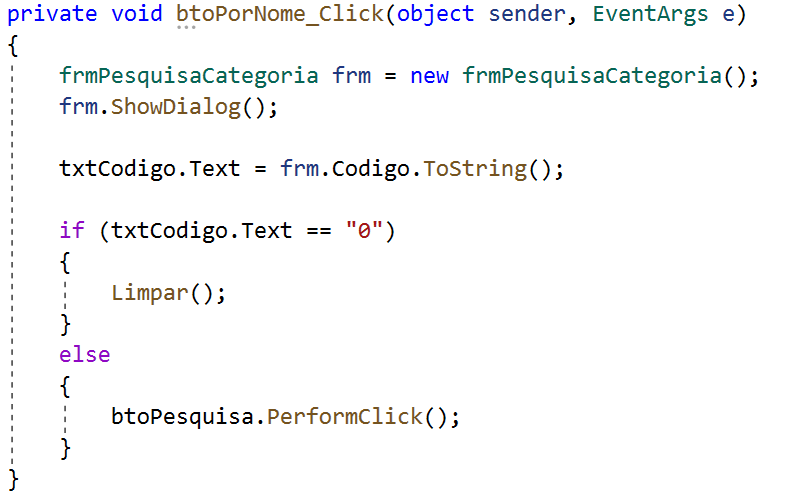 private void btoPorNome_Click(object sender, EventArgs e)
{
    frmPesquisaCategoria frm = new frmPesquisaCategoria();
    frm.ShowDialog();

    txtCodigo.Text = frm.Codigo.ToString();

    if (txtCodigo.Text == "0")
    {
        Limpar();
    }
    else
    {
        btoPesquisa.PerformClick();
    }
}